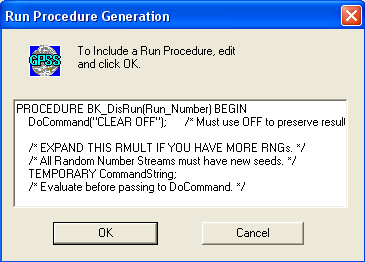 Run Procedure Generation
GPSS
To Include a Run Procedure, edit
and click OK.
PROCEDURE BK_DisRun(Run_Number) BEGIN
DoCommand("CLEAR OFF"); /* Must use OFF to preserve resul
/* EXPAND THIS RMULT IF YOU HAVE MORE RNGs. */
/* All Random Number Streams must have new seeds. */
TEMPORARY CommandString;
/* Evaluate before passing to DoCommand. */
OK Cancel